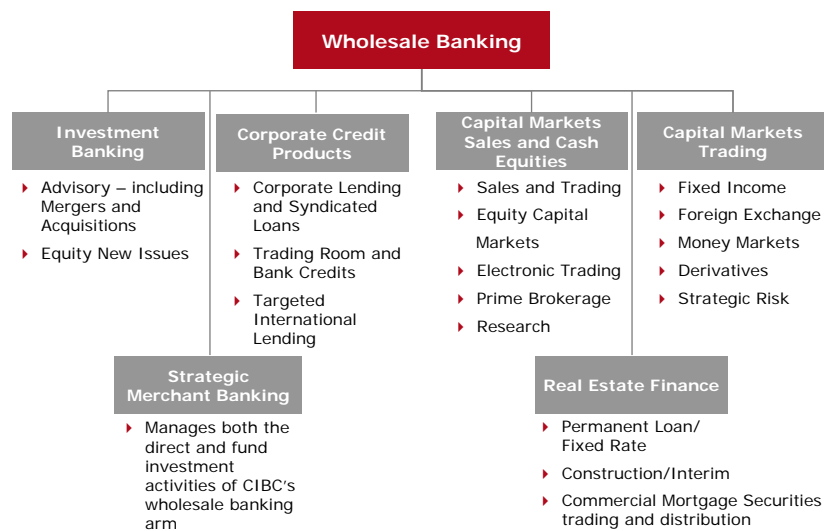 Wholesale Banking
Investment
Banking
Advisory – including
Mergers and
Acquisitions
Equity New Issues
Corporate Credit
Products
Corporate Lending
and Syndicated
Loans
Trading Room and
Bank Credits
Targeted
International
Lending
Capital Markets
Sales and Cash
Equities
Sales and Trading
Equity Capital
Markets
Electronic Trading
Prime Brokerage
Research
Capital Markets
Trading
Fixed Income
Foreign Exchange
Money Markets
Derivatives
Strategic Risk
Strategic
Merchant Banking
Manages both the
direct and fund
investment
activities of CIBC's
wholesale banking
arm
Real Estate Finance
Permanent Loan/
Fixed Rate
Construction/Interim
Commercial Mortgage Securities
trading and distribution